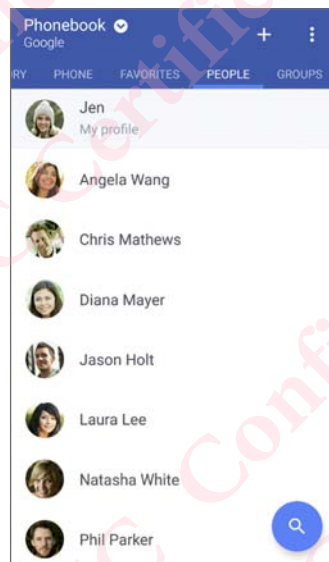 Phonebook
Google
RY PHONE FAVORITES PEOPLE GROUPS
Jen
My profile
Angela Wang
Chris Mathews
Diana Mayer
Jason Holt
Laura Lee
Natasha White
Phil Parker